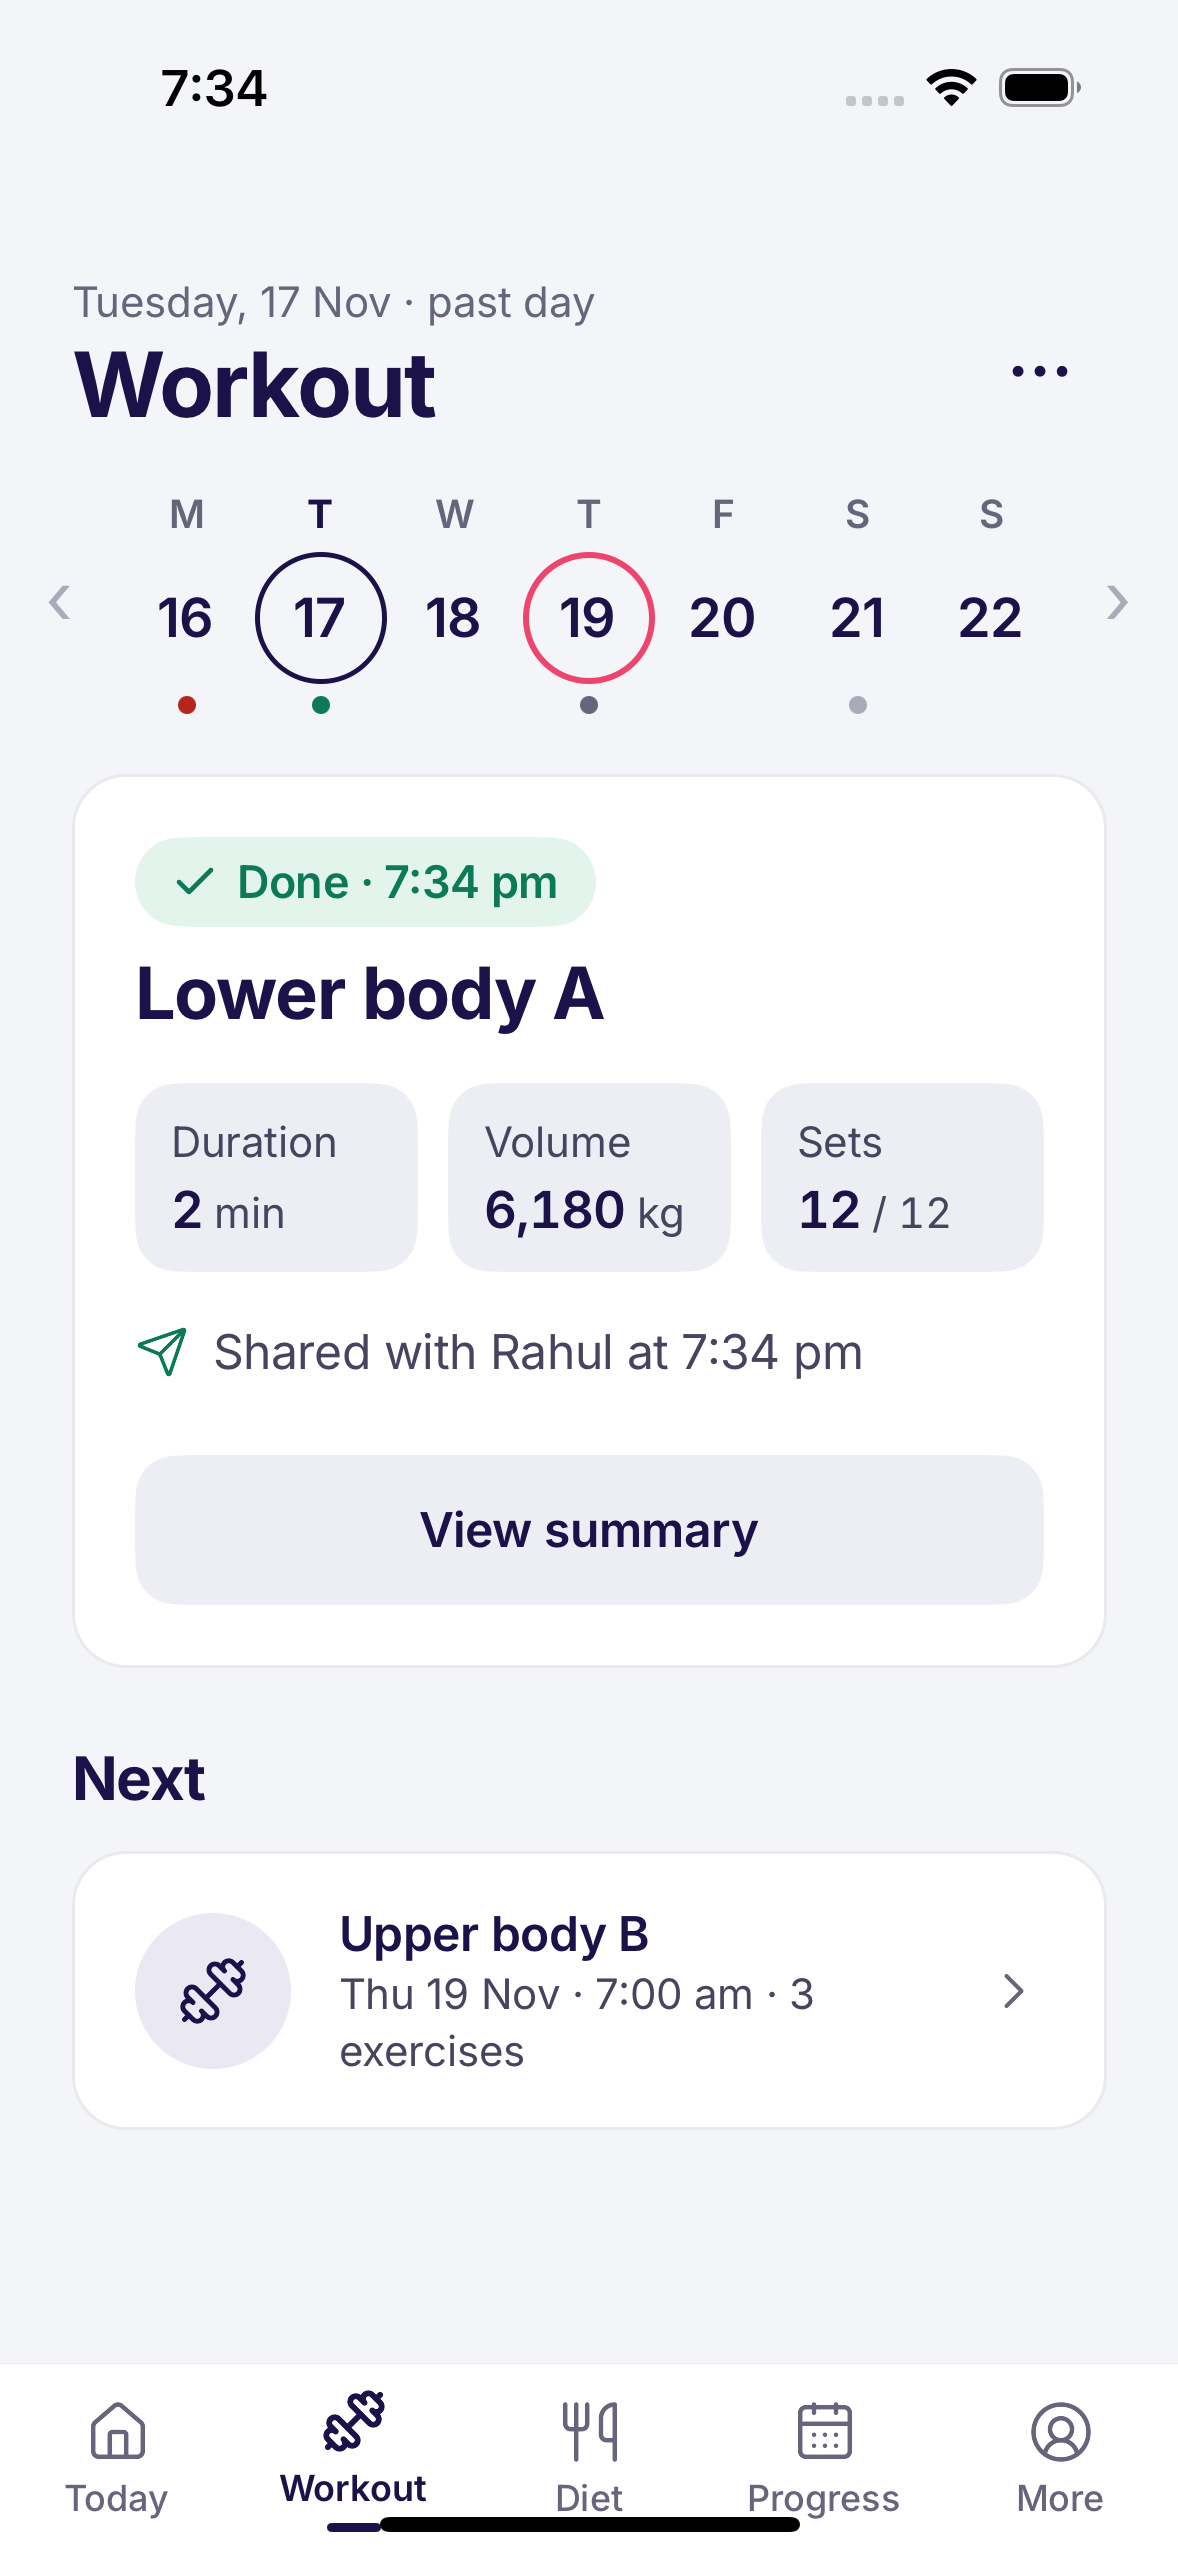 7:34
Tuesday, 17 Nov · past day
Workout
M T W T F S S
16 17 18 19 20 21 22
Done · 7:34 pm
Lower body A
Duration Volume Sets
2 min 6,180 kg 12 / 12
Shared with Rahul at 7:34 pm
View summary
Next
Upper body B
Thu 19 Nov · 7:00 am · 3
exercises
Today Workout Diet Progress More